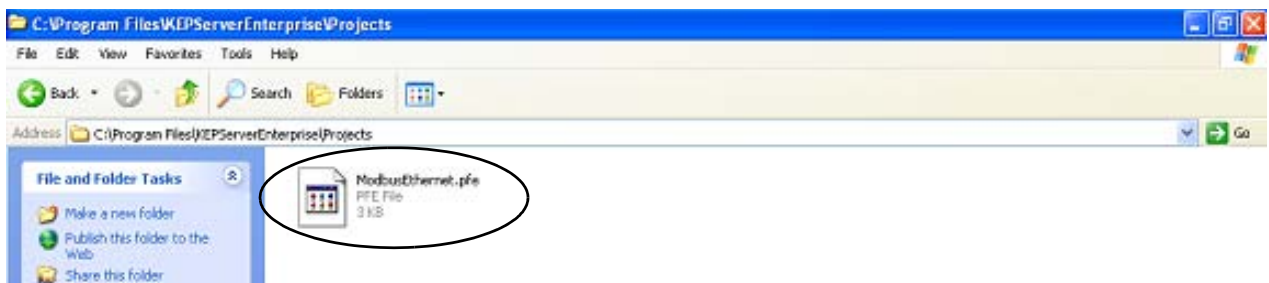 C:\Program Files\KEPServerEnterprise\Projects
File Edit View Favorites Tools Help
Back Search Folders
Address C:\Program Files\KEPServerEnterprise\Projects Go
File and Folder Tasks
ModbusEthernet.pfe
PFE File
3 KB
Make a new folder
Publish this folder to the
Web
Share this folder